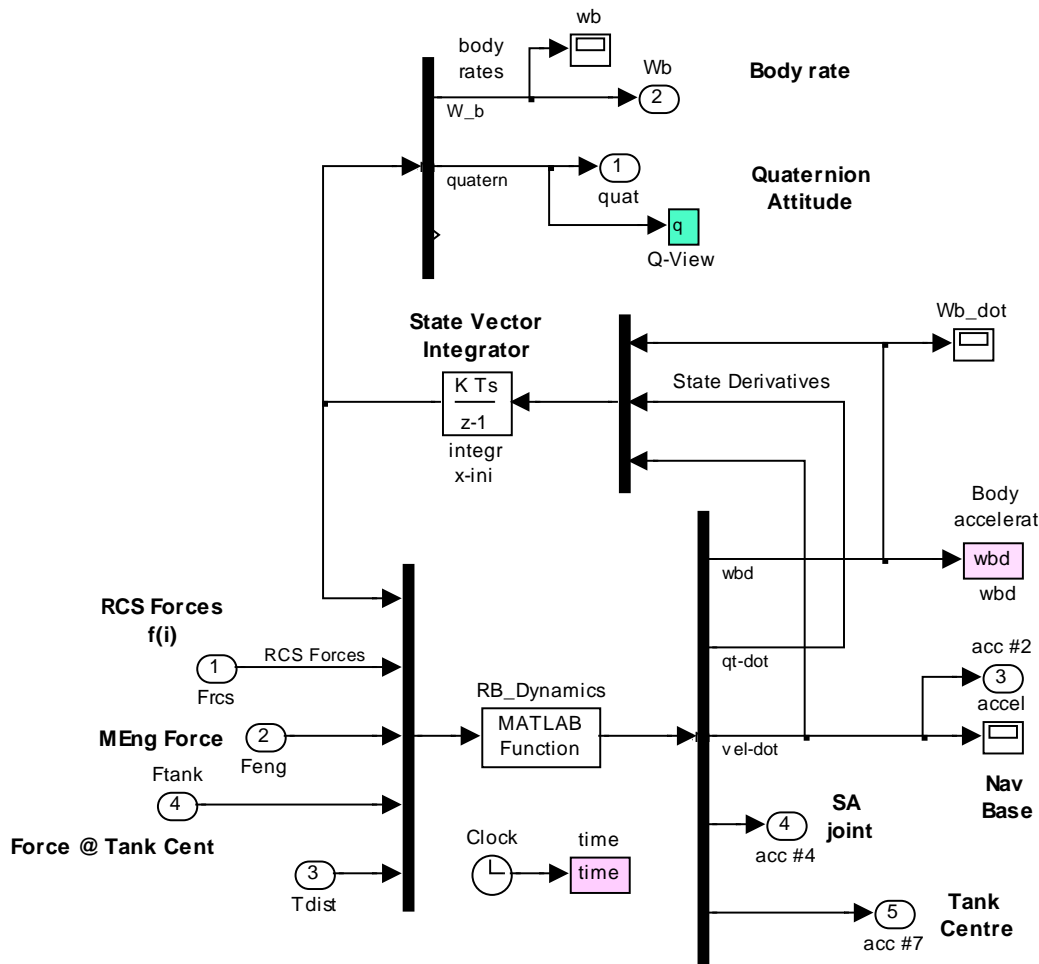 wb
body
rates
Wb
Body rate
2
W_b
1
quatern
quat
Quaternion
Attitude
q
Q-View
State Vector
Integrator
Wb_dot
State Derivatives
K Ts
z-1
integr
x-ini
Body
accelerat
wbd
wbd
wbd
RCS Forces
f(i)
RCS Forces
1
Frcs
qt-dot
acc #2
3
accel
RB_Dynamics
MATLAB
Function
MEng Force
2
Feng
vel-dot
Ftank
4
Nav
Base
SA
joint
4
acc #4
Force @ Tank Cent
Clock
time
time
3
Tdist
Tank
Centre
5
acc #7